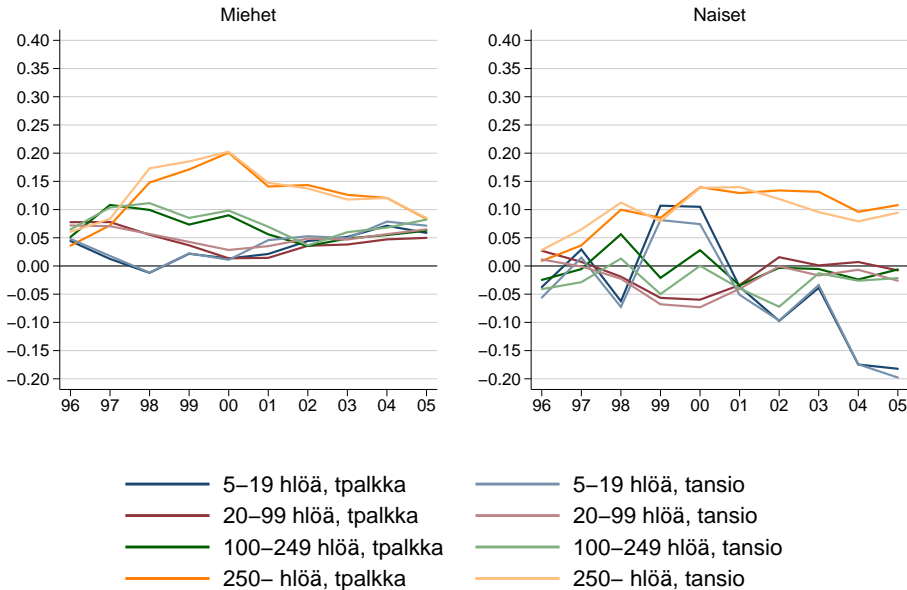 Miehet
0.40
0.35
0.30
0.25
0.20
0.15
0.10
0.05
0.00
−0.05
−0.10
−0.15
−0.20
96 97 98 99 00 01 02 03 04 05
Naiset
0.40
0.35
0.30
0.25
0.20
0.15
0.10
0.05
0.00
−0.05
−0.10
−0.15
−0.20
96 97 98 99 00 01 02 03 04 05
5−19 hlöä, tpalkka
5−19 hlöä, tansio
20−99 hlöä, tpalkka
20−99 hlöä, tansio
100−249 hlöä, tpalkka
100−249 hlöä, tansio
250− hlöä, tpalkka
250− hlöä, tansio